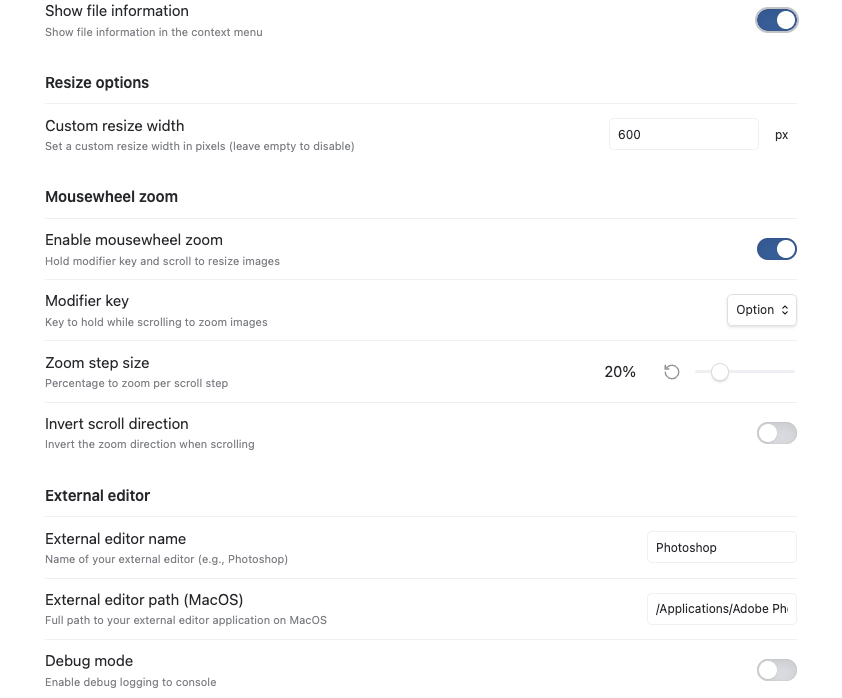 Show file information
Show file information in the context menu
Resize options
Custom resize width
Set a custom resize width in pixels (leave empty to disable)
600 px
Mousewheel zoom
Enable mousewheel zoom
Hold modifier key and scroll to resize images
Modifier key
Key to hold while scrolling to zoom images
Option
Zoom step size
Percentage to zoom per scroll step
20%
Invert scroll direction
Invert the zoom direction when scrolling
External editor
External editor name
Name of your external editor (e.g., Photoshop)
Photoshop
External editor path (MacOS)
Full path to your external editor application on MacOS
/Applications/Adobe Pho
Debug mode
Enable debug logging to console